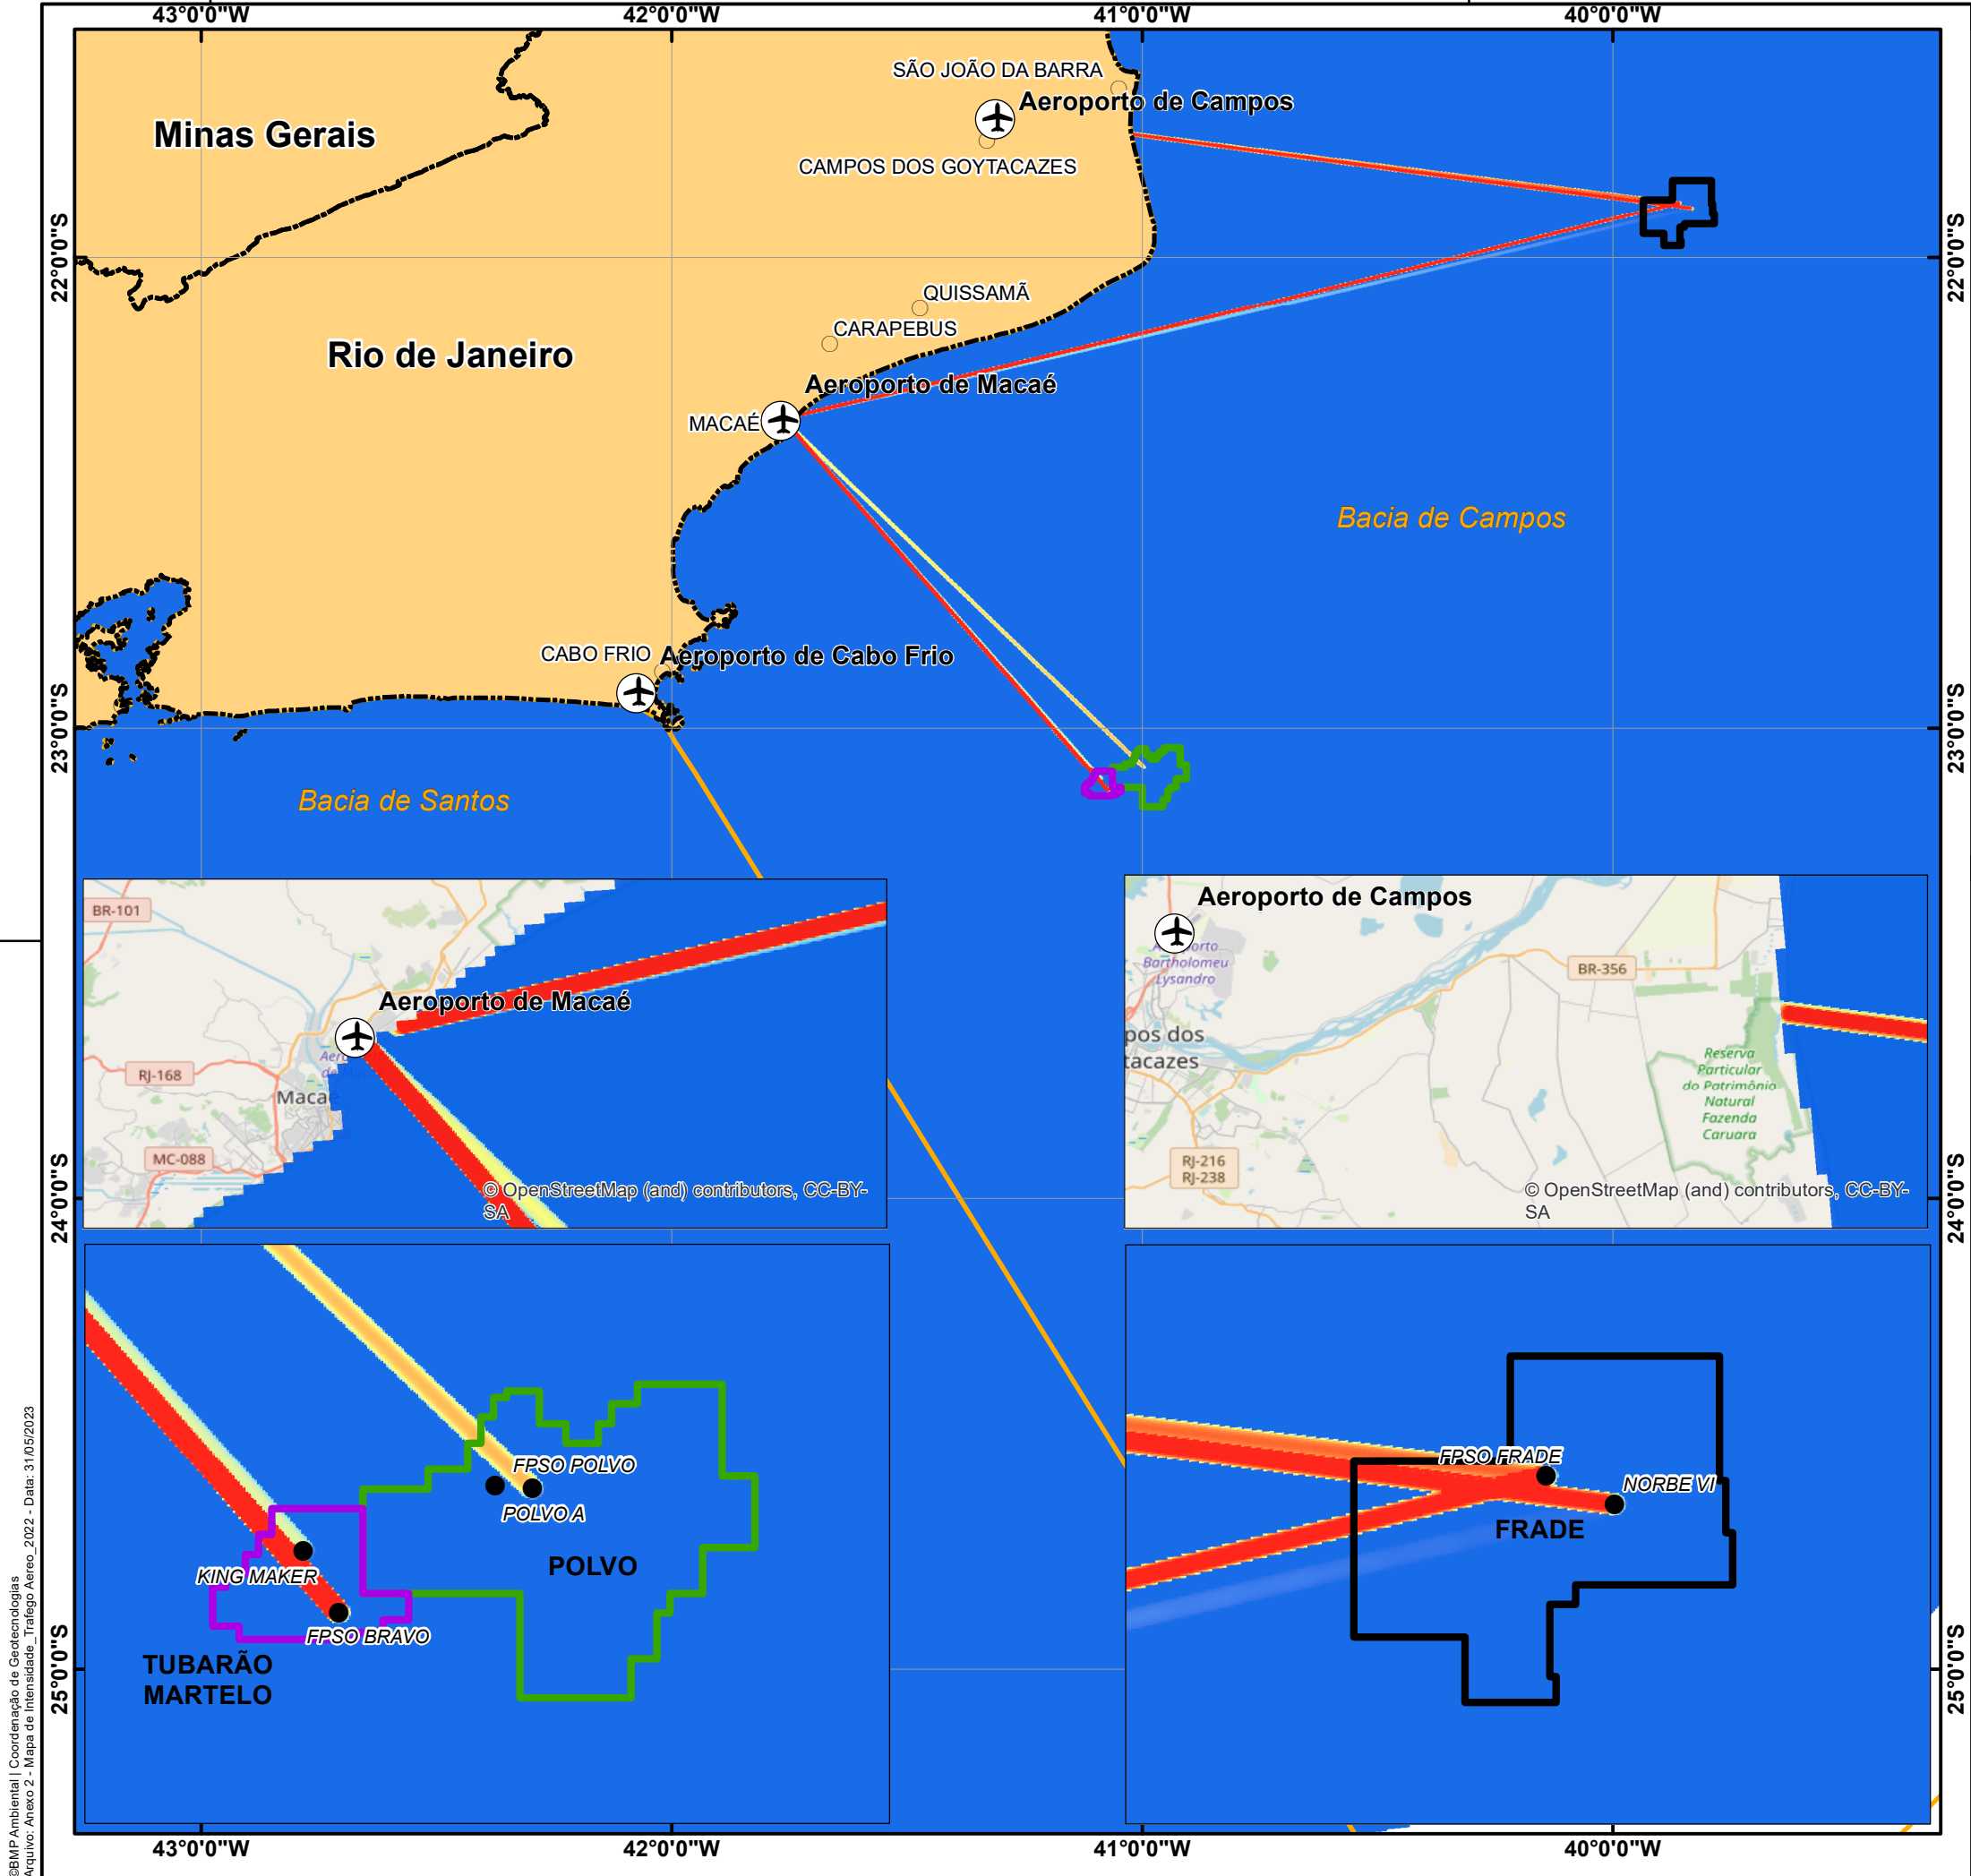 43°0'0"W
42°0'0"W
41°0'0"W
40°0'0"W
SÃO JOÃO DA BARRA
Aeroporto de Campos
Minas Gerais
CAMPOS DOS GOYTACAZES
22°0'0"S
22°0'0"S
QUISSAMÃ
CARAPEBUS
Rio de Janeiro
Aeroporto de Macaé
MACAÉ
Bacia de Campos
CABO FRIO
Aeroporto de Cabo Frio
23°0'0"S
23°0'0"S
Bacia de Santos
BR-101
Aeroporto de Macaé
RJ-168
Macaé
MC-088
© OpenStreetMap (and) contributors, CC-BY-
SA
Aeroporto de Campos
Bartholomeu
Lysandro
BR-356
pos dos
tacazes
Reserva
Particular
do Patrimônio
Natural
Fazenda
Caruara
RJ-216
RJ-238
© OpenStreetMap (and) contributors, CC-BY-
SA
24°0'0"S
24°0'0"S
FPSO POLVO
POLVO A
POLVO
KING MAKER
FPSO BRAVO
TUBARÃO
MARTELO
FPSO FRADE
NORBE VI
FRADE
25°0'0"S
25°0'0"S
43°0'0"W
42°0'0"W
41°0'0"W
40°0'0"W
©BMP Ambiental | Coordenação de Geotecnologias
Arquivo: Anexo 2 - Mapa de Intensidade_Trafego Aereo_2022 - Data: 31/05/2023